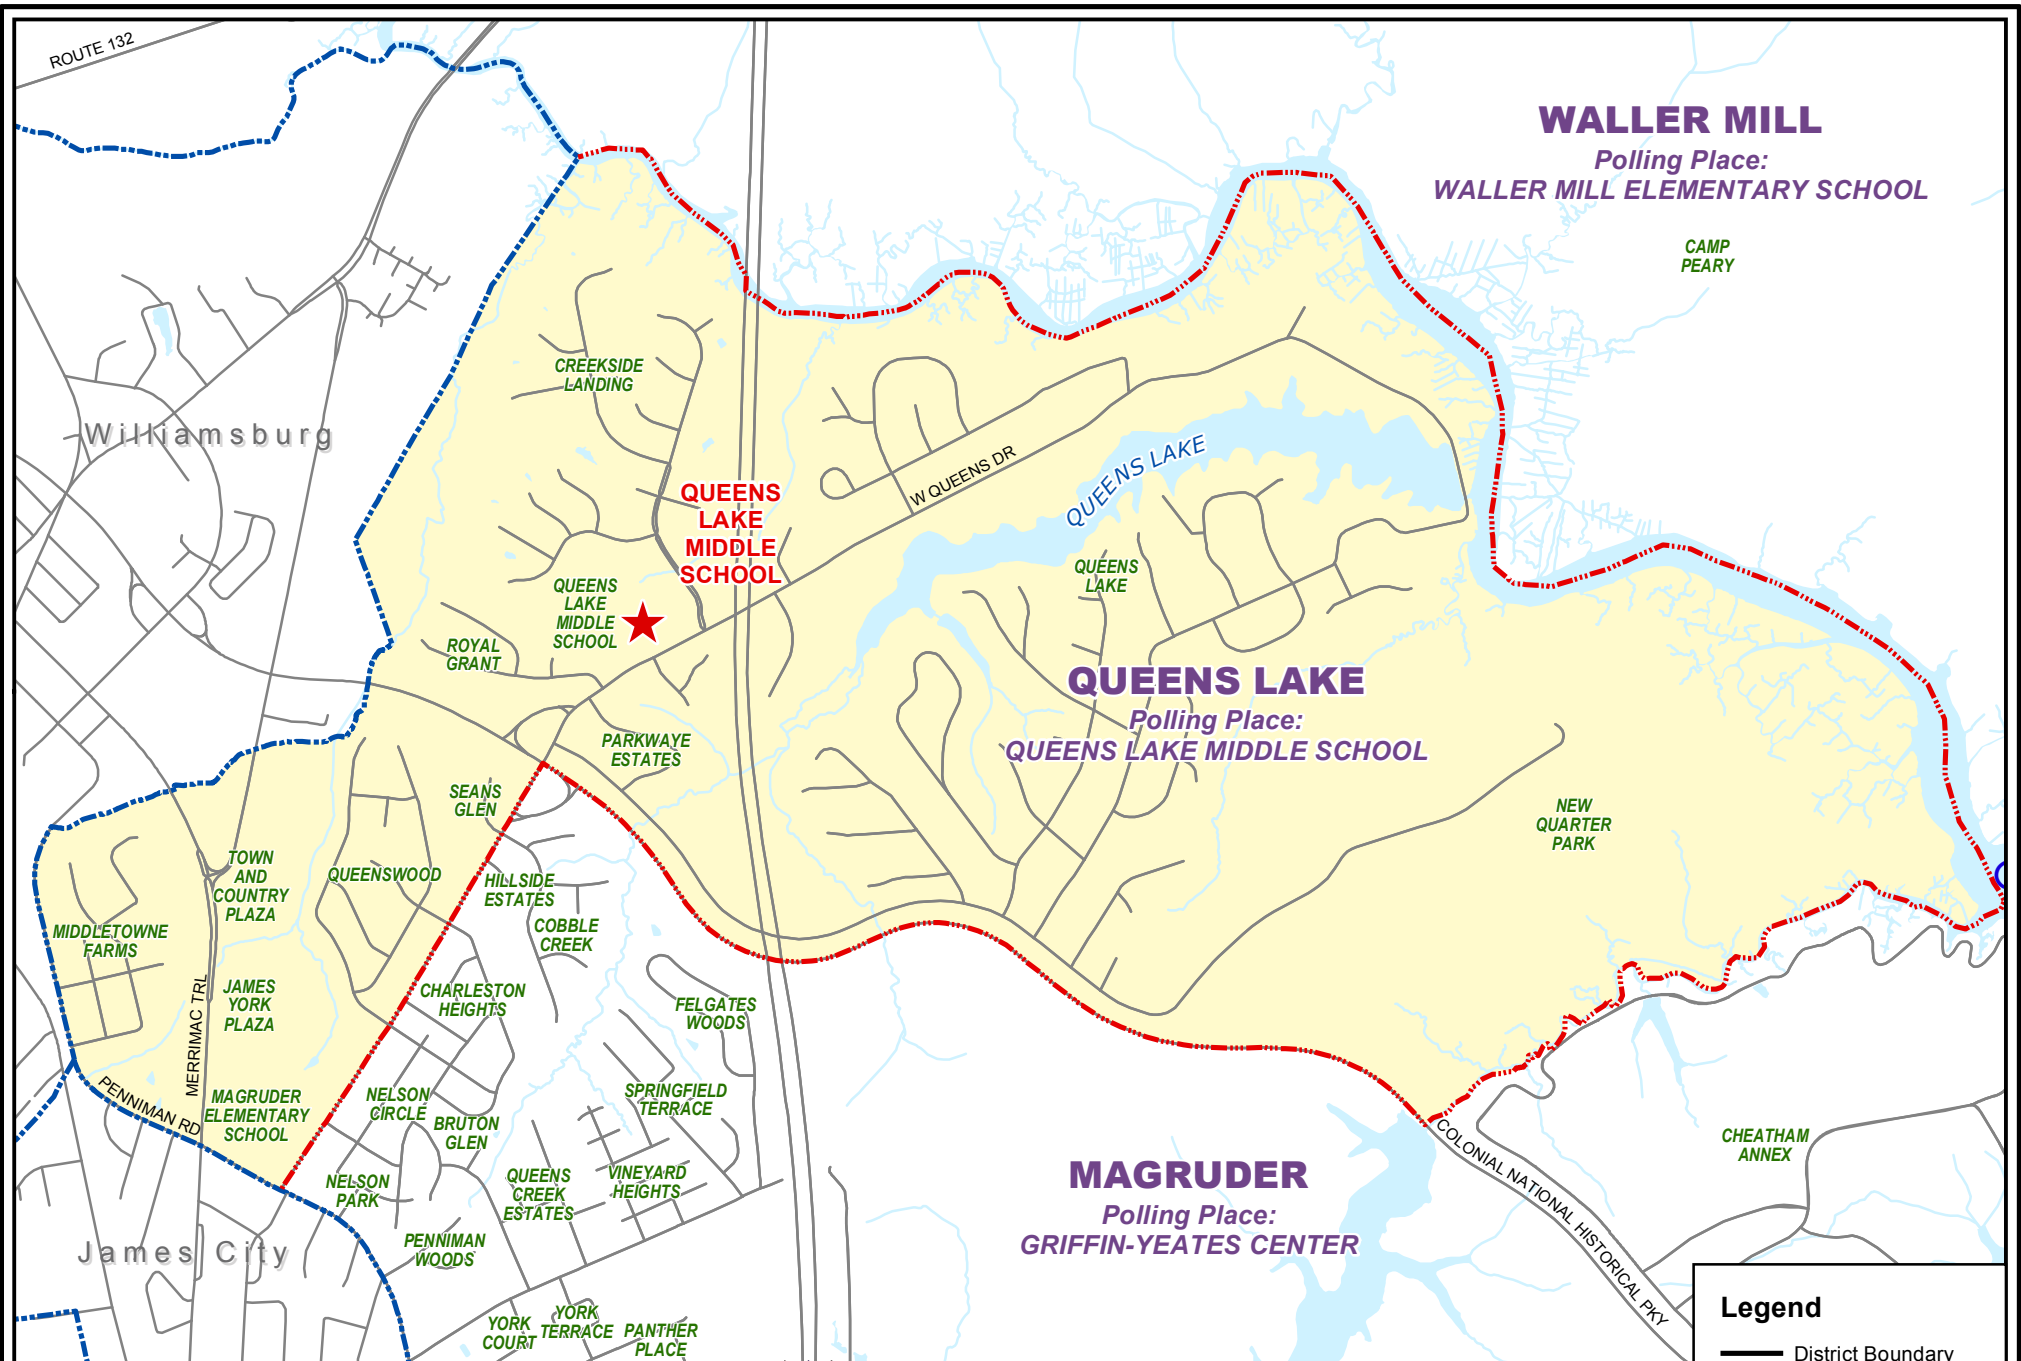 ROUTE 132
WALLER MILL
Polling Place:
WALLER MILL ELEMENTARY SCHOOL
CAMP
PEARY
CREEKSIDE
LANDING
Williamsburg
QUEENS
LAKE
MIDDLE
SCHOOL
W QUEENS DR
QUEENS LAKE
QUEENS
LAKE
QUEENS
LAKE
MIDDLE
SCHOOL
ROYAL
GRANT
QUEENS LAKE
Polling Place:
QUEENS LAKE MIDDLE SCHOOL
PARKWAYE
ESTATES
SEANS
GLEN
NEW
QUARTER
PARK
TOWN
AND
COUNTRY
PLAZA
QUEENSWOOD
HILLSIDE
ESTATES
MIDDLETOWNE
FARMS
COBBLE
CREEK
JAMES
YORK
PLAZA
MERRIMAC TRL
CHARLESTON
HEIGHTS
FELGATES
WOODS
PENNIMAN RD
MAGRUDER
ELEMENTARY
SCHOOL
NELSON
CIRCLE
BRUTON
GLEN
SPRINGFIELD
TERRACE
COLONIAL NATIONAL HISTORICAL PKY
CHEATHAM
ANNEX
NELSON
PARK
QUEENS
CREEK
ESTATES
VINEYARD
HEIGHTS
MAGRUDER
Polling Place:
GRIFFIN-YEATES CENTER
James City
PENNIMAN
WOODS
YORK
COURT
YORK
TERRACE
PANTHER
PLACE
Legend
District Boundary